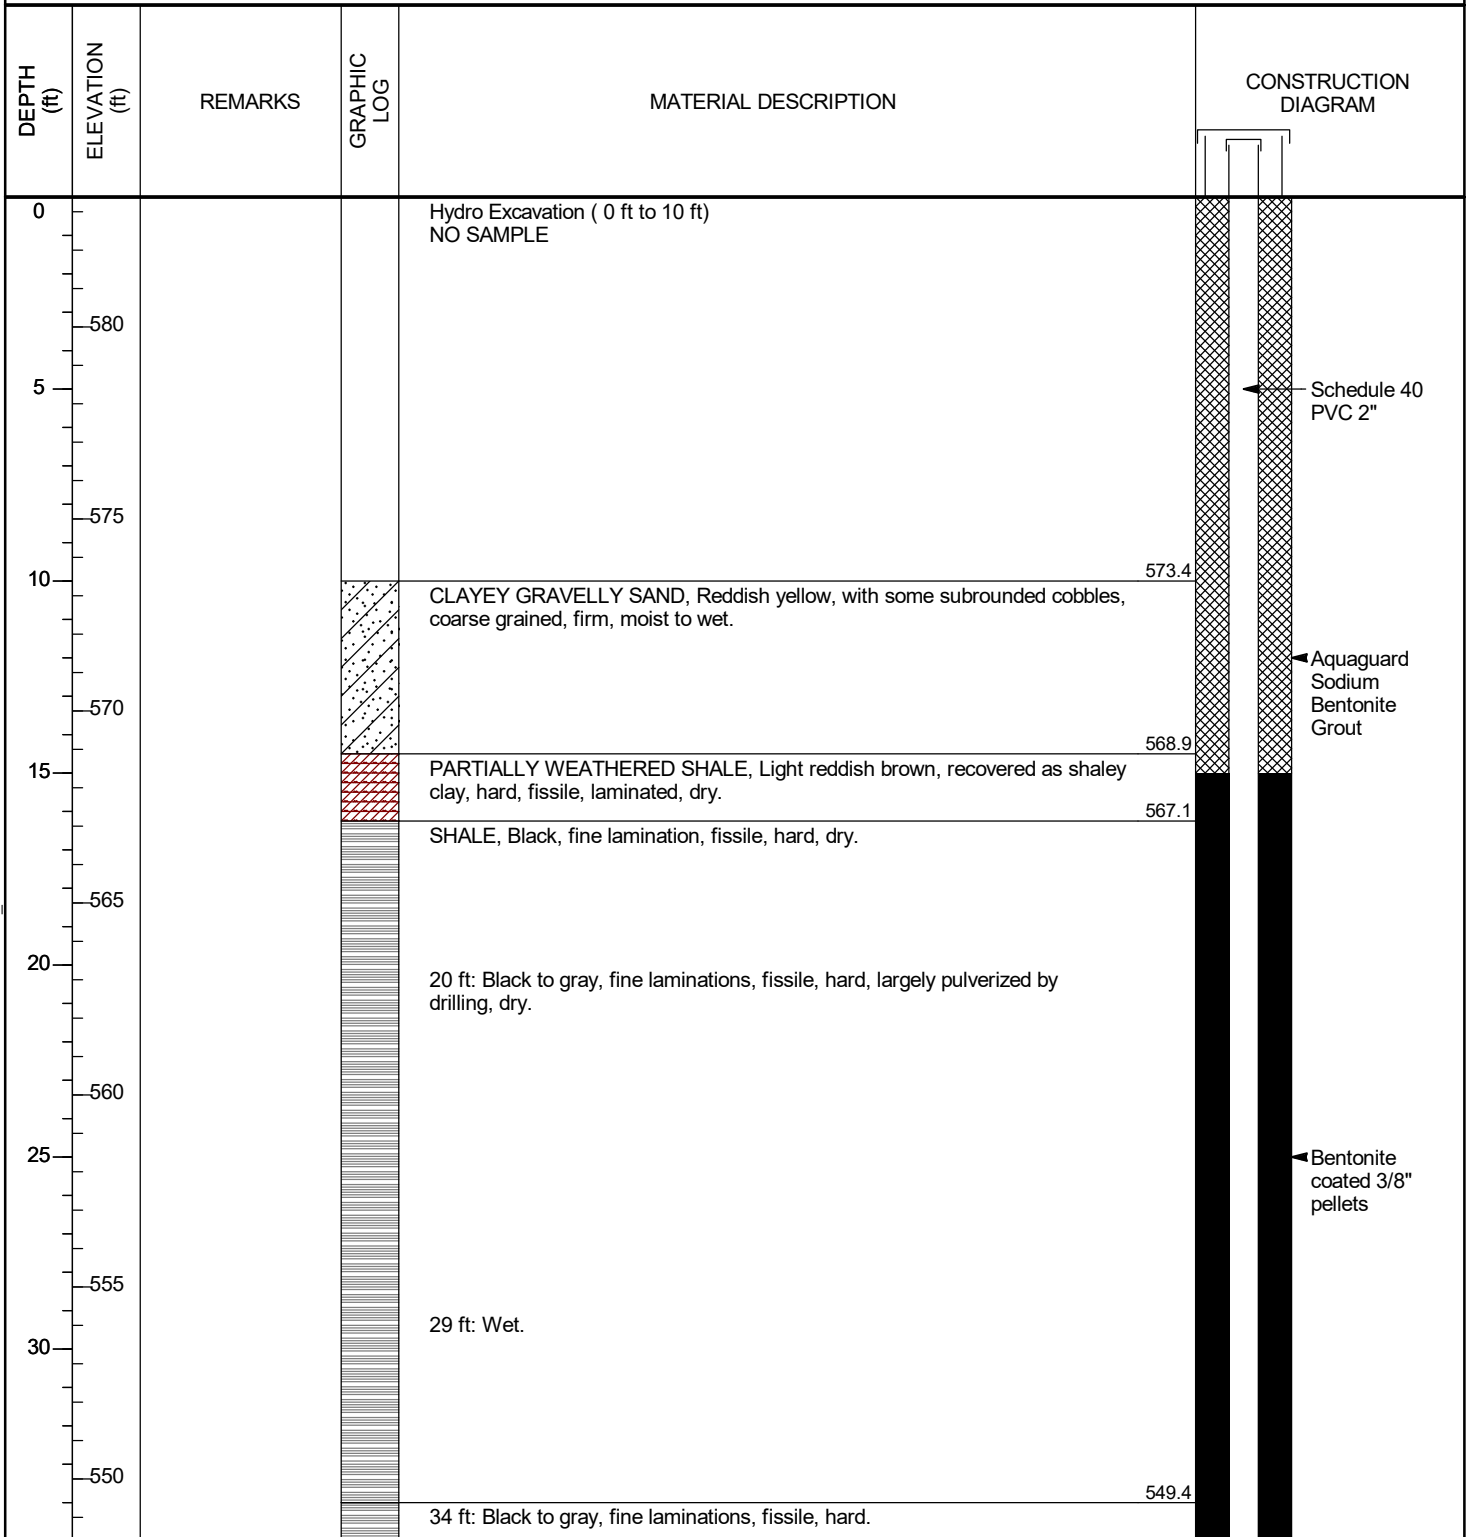 DEPTH
(ft)
ELEVATION
(ft)
REMARKS
GRAPHIC
LOG
MATERIAL DESCRIPTION
CONSTRUCTION
DIAGRAM
0
Hydro Excavation ( 0 ft to 10 ft)
NO SAMPLE
580
5
Schedule 40
PVC 2"
575
10
573.4
CLAYEY GRAVELLY SAND, Reddish yellow, with some subrounded cobbles,
coarse grained, firm, moist to wet.
Aquaguard
Sodium
Bentonite
Grout
570
568.9
15
PARTIALLY WEATHERED SHALE, Light reddish brown, recovered as shaley
clay, hard, fissile, laminated, dry.
567.1
SHALE, Black, fine lamination, fissile, hard, dry.
565
20
20 ft: Black to gray, fine laminations, fissile, hard, largely pulverized by
drilling, dry.
560
25
Bentonite
coated 3/8"
pellets
555
29 ft: Wet.
30
550
549.4
34 ft: Black to gray, fine laminations, fissile, hard.